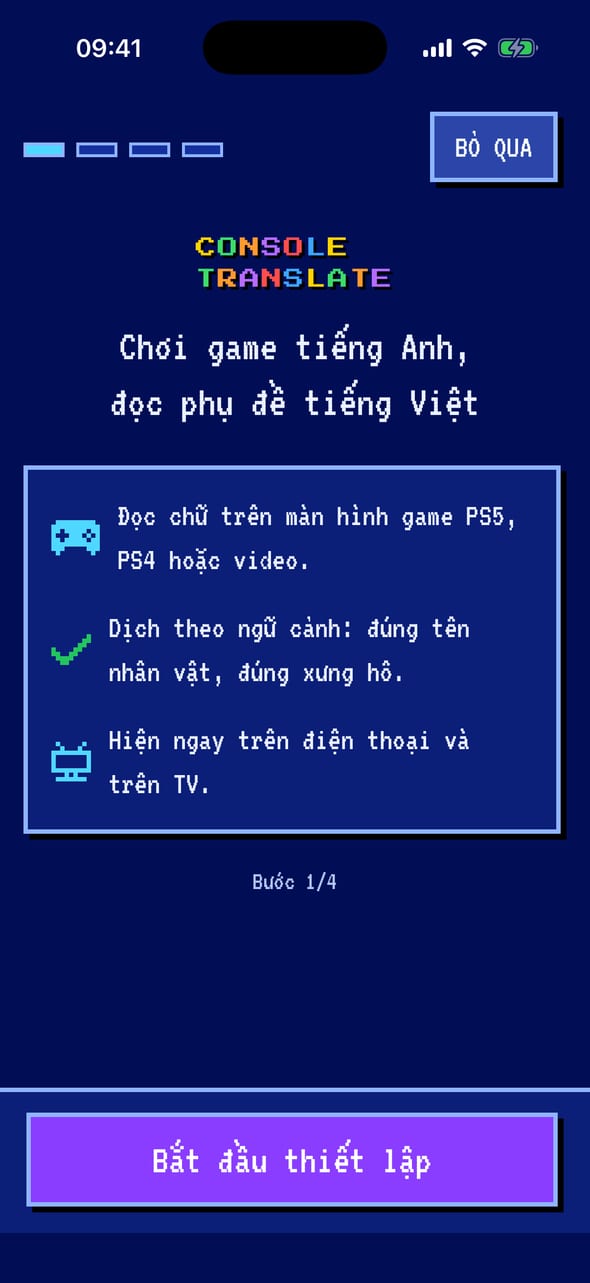 09:41
BỎ QUA
CONSOLE
TRANSLATE
Chơi game tiếng Anh,
đọc phụ đề tiếng Việt
Đọc chữ trên màn hình game PS5,
PS4 hoặc video.
Dịch theo ngữ cảnh: đúng tên
nhân vật, đúng xưng hô.
Hiện ngay trên điện thoại và
trên TV.
Bước 1/4
Bắt đầu thiết lập